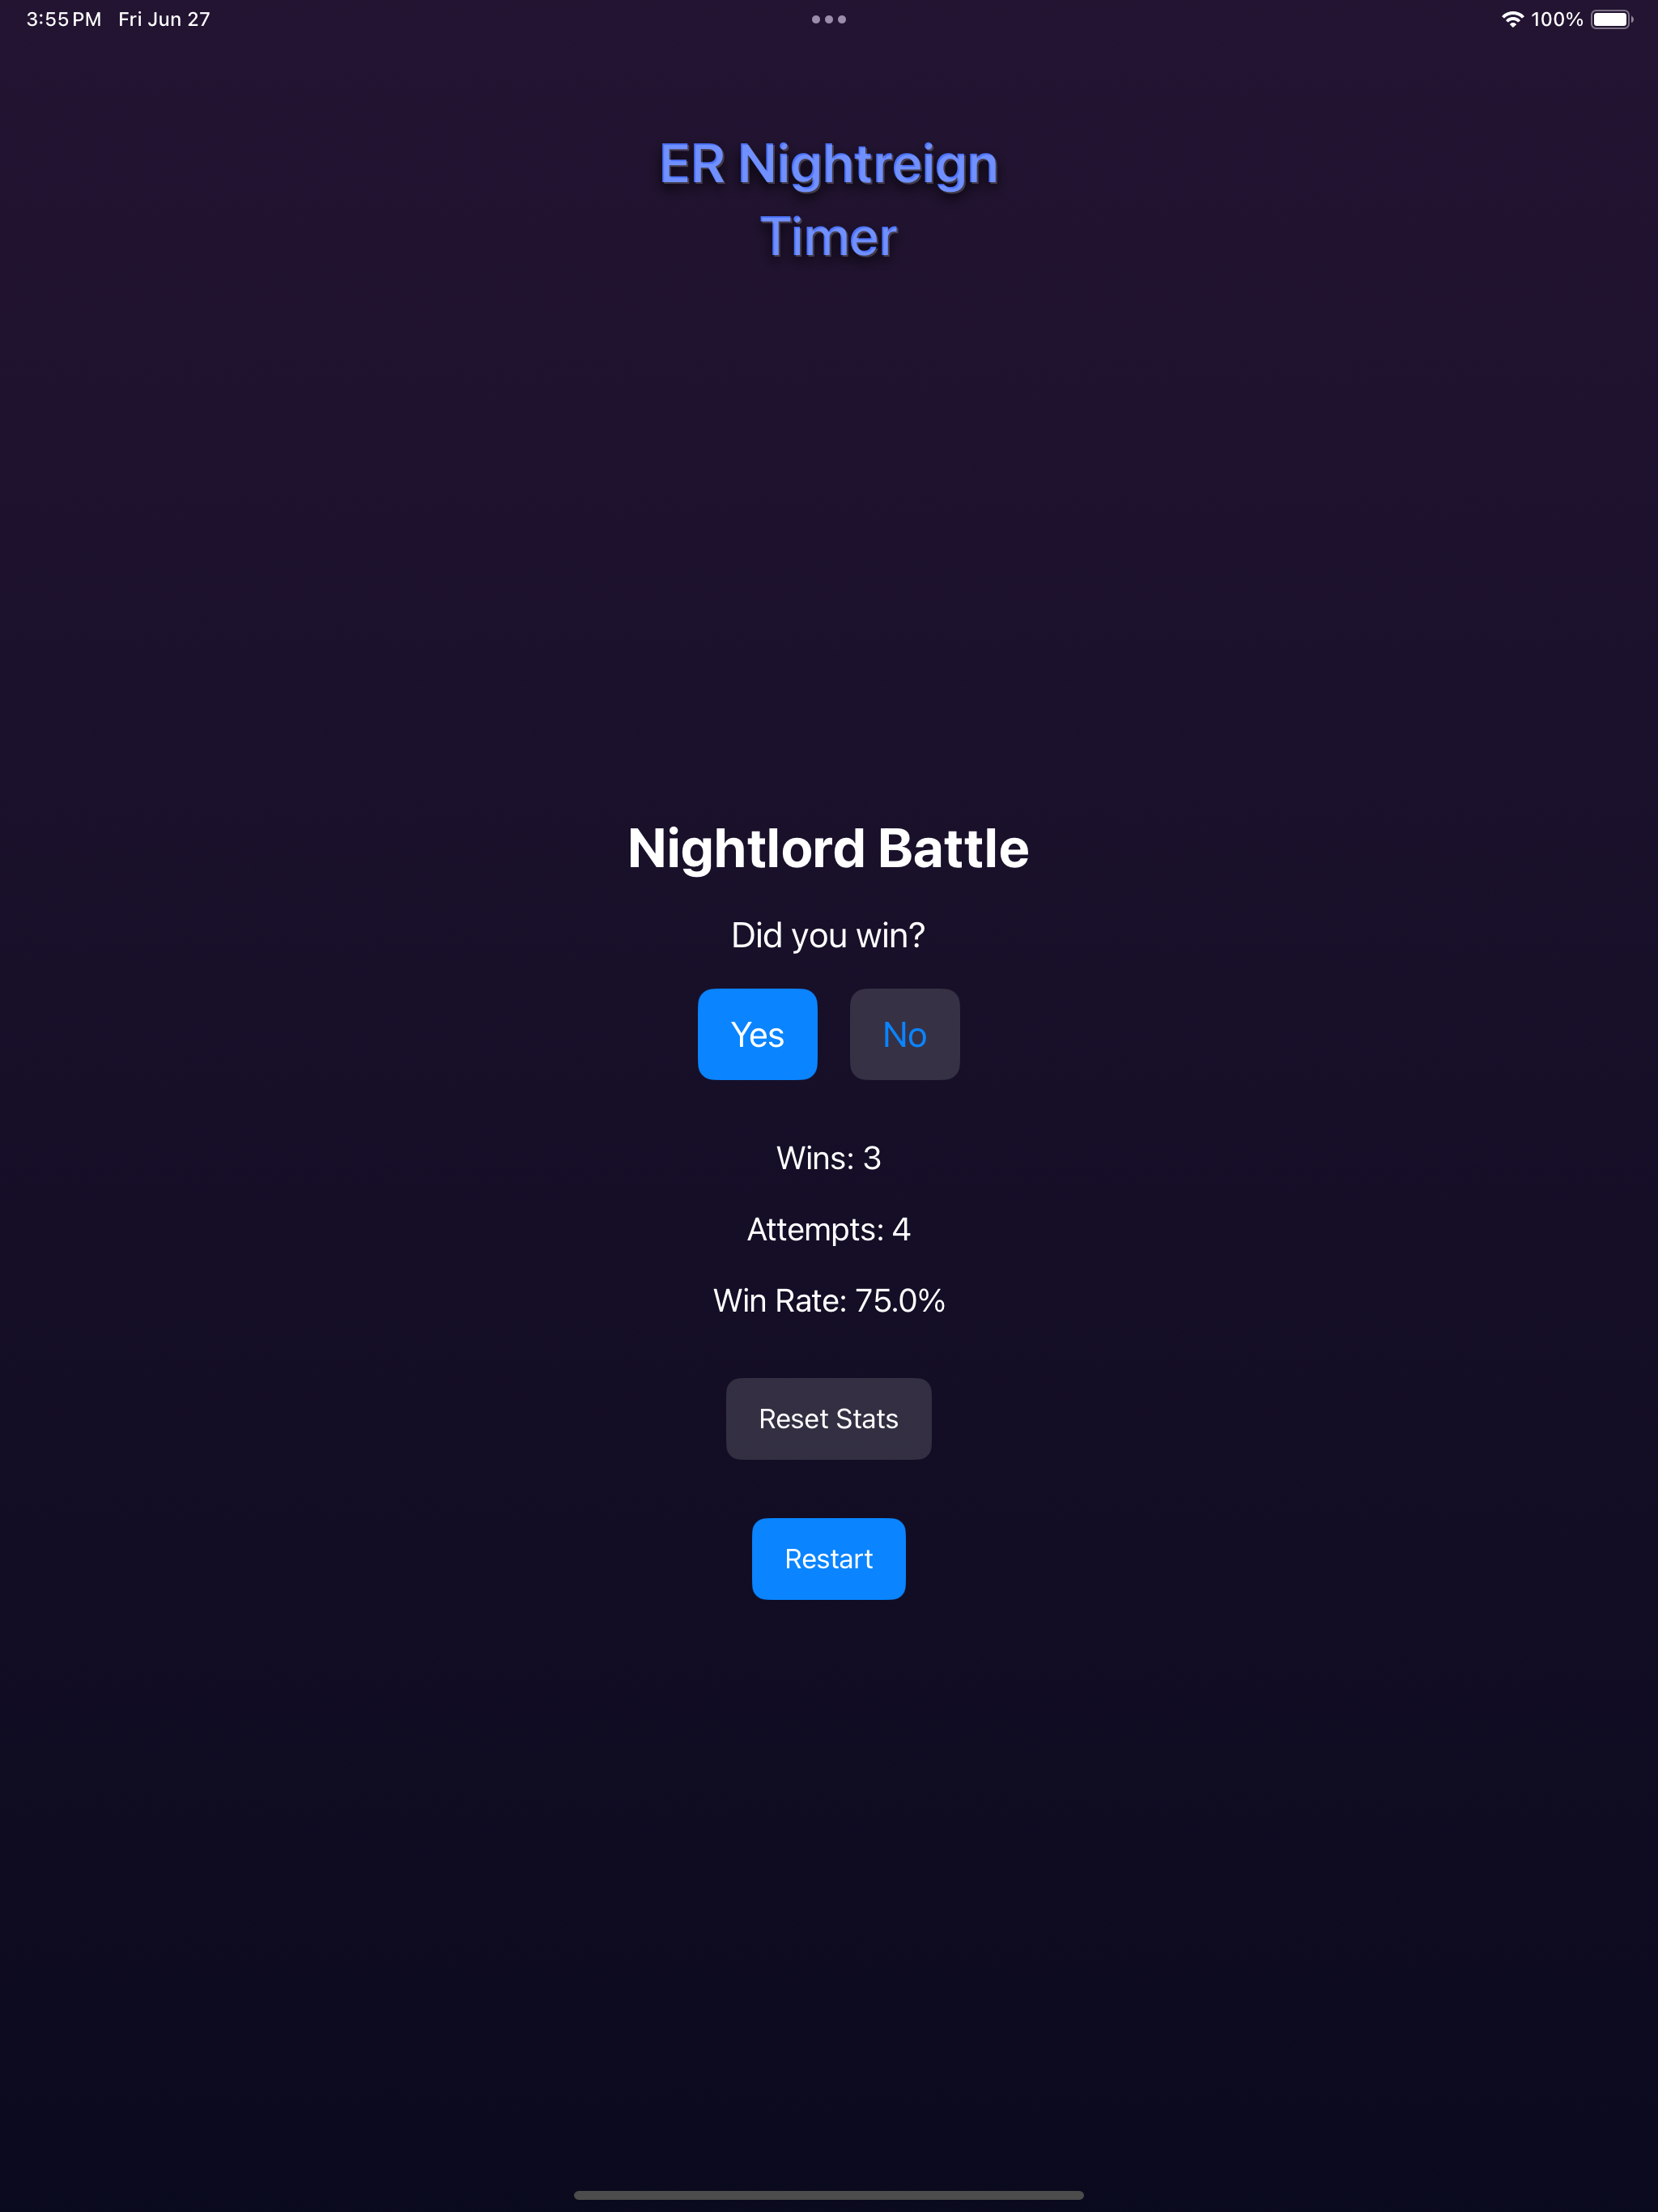 3:55 PM Fri Jun 27
100%
ER Nightreign
Timer
Nightlord Battle
Did you win?
Yes No
Wins: 3
Attempts: 4
Win Rate: 75.0%
Reset Stats
Restart